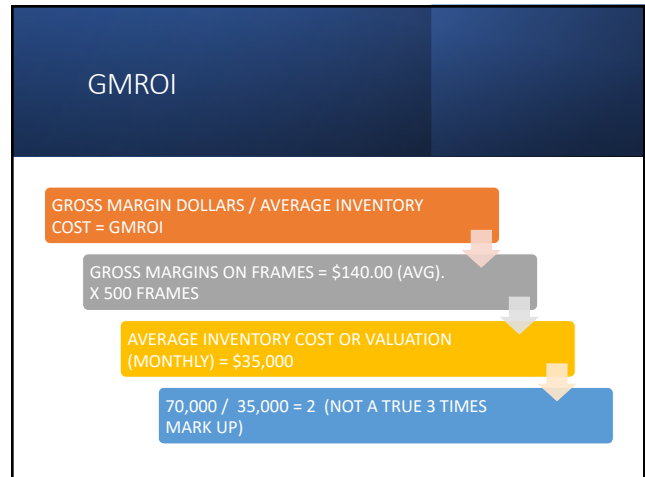 GMROI
GROSS MARGIN DOLLARS / AVERAGE INVENTORY
COST = GMROI
GROSS MARGINS ON FRAMES = $140.00 (AVG).
X 500 FRAMES
AVERAGE INVENTORY COST OR VALUATION
(MONTHLY) = $35,000
70,000 / 35,000 = 2 (NOT A TRUE 3 TIMES
MARK UP)